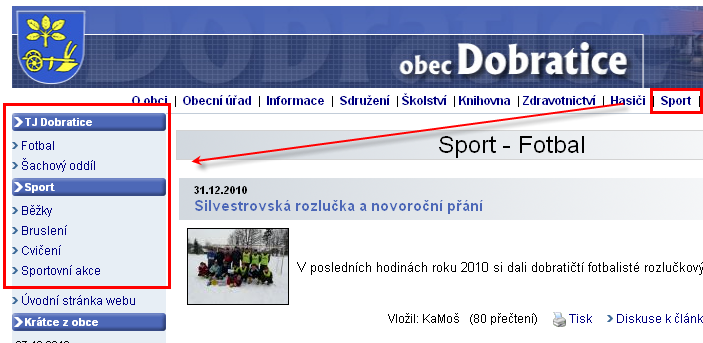 obec Dobratice
O obci | Obecní úřad | Informace | Sdružení | Školství | Knihovna | Zdravotnictví | Hasiči | Sport |
TJ Dobratice
Fotbal
Šachový oddíl
Sport
Běžky
Bruslení
Cvičení
Sportovní akce
Úvodní stránka webu
Krátce z obce
Sport - Fotbal
31.12.2010
Silvestrovská rozlučka a novoroční přání
V posledních hodinách roku 2010 si dali dobratičtí fotbalisté rozlučkový
Vložil: KaMoš (80 přečtení) Tisk Diskuse k článk